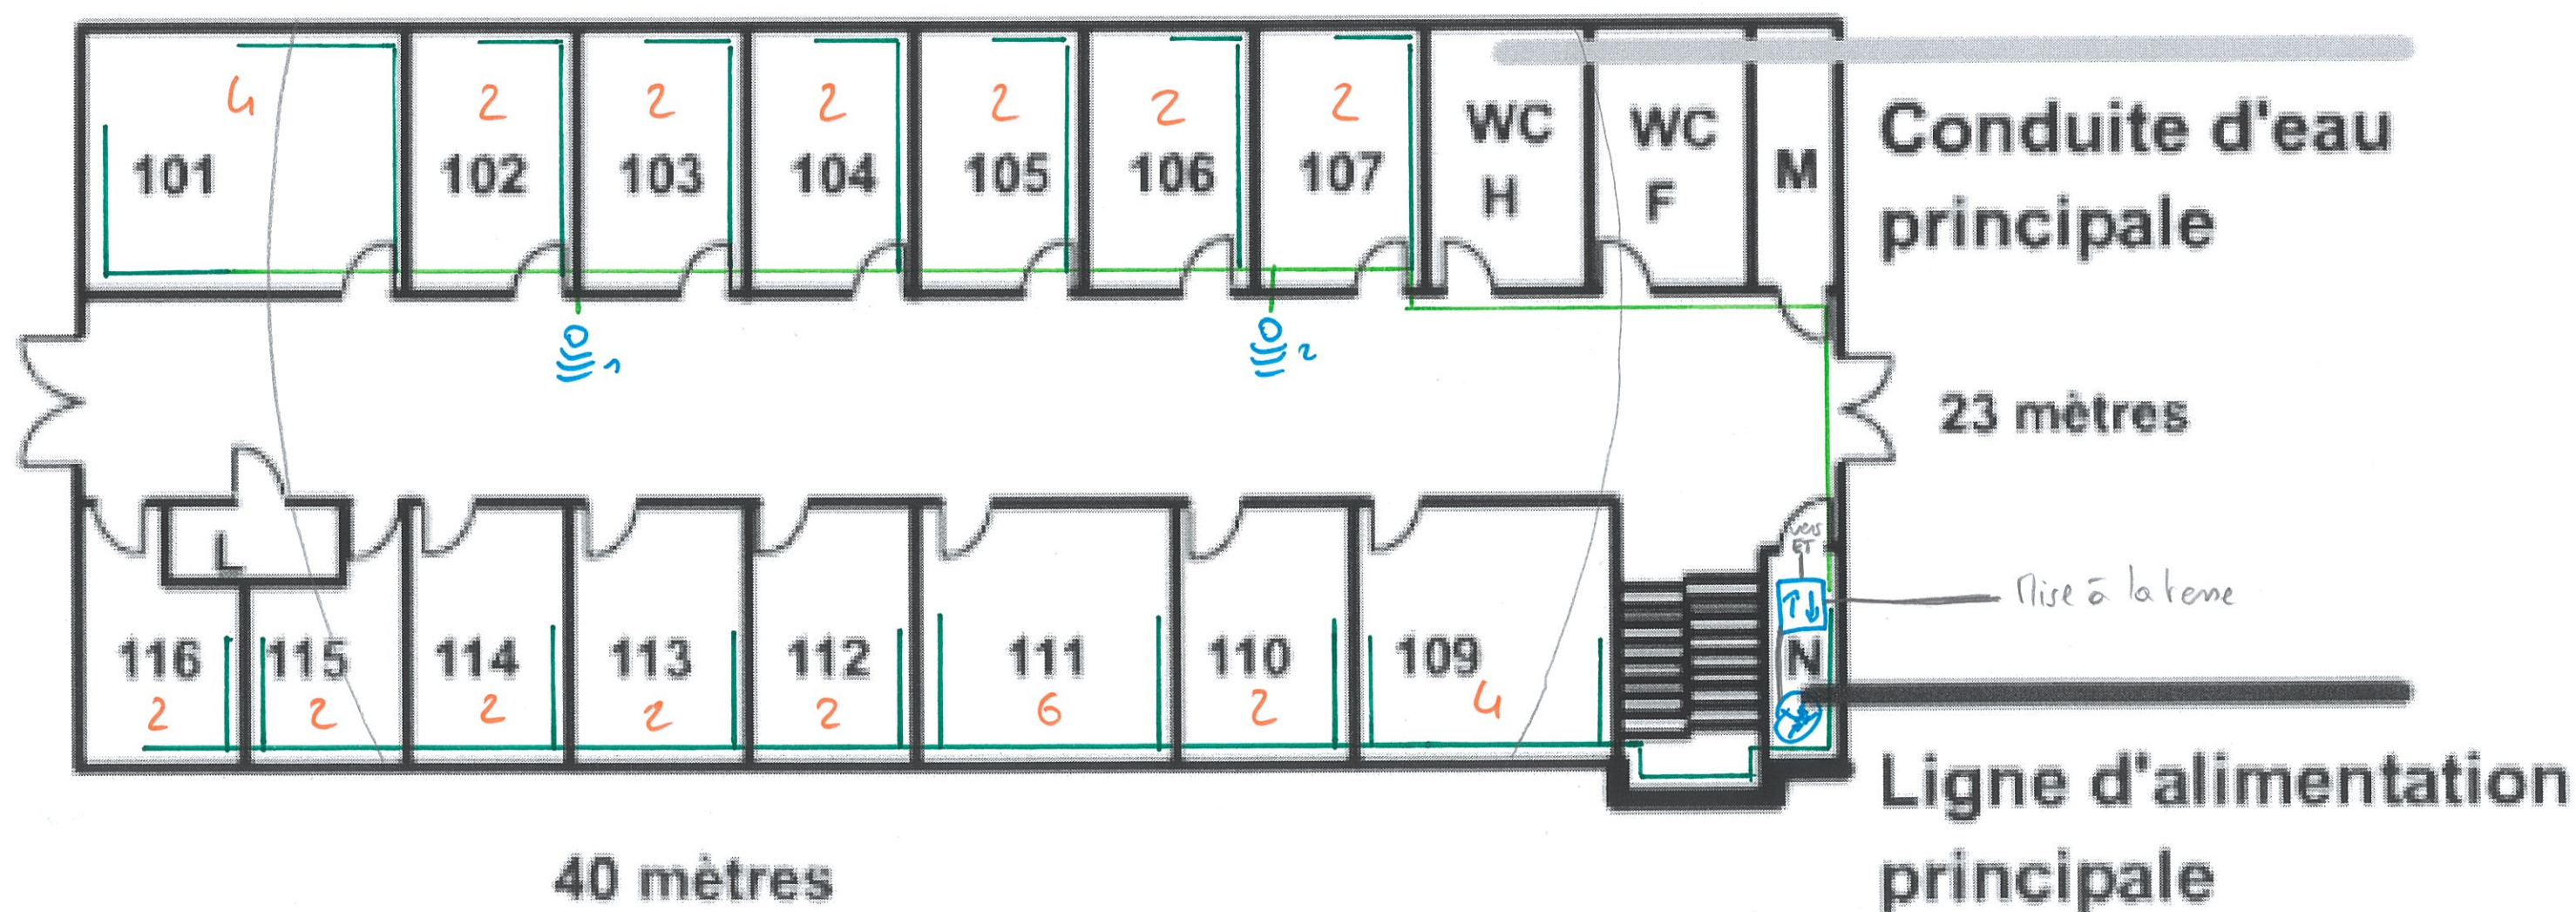 4 2 2 2 2 2 2
101 102 103 104 105 106 107 WC H WC F M
Conduite d'eau
principale
1 2
23 mètres
L
vers
ET
Mise à la terre
116 115 114 113 112 111 110 109 N
2 2 2 2 2 6 2 4
Ligne d'alimentation
principale
40 mètres